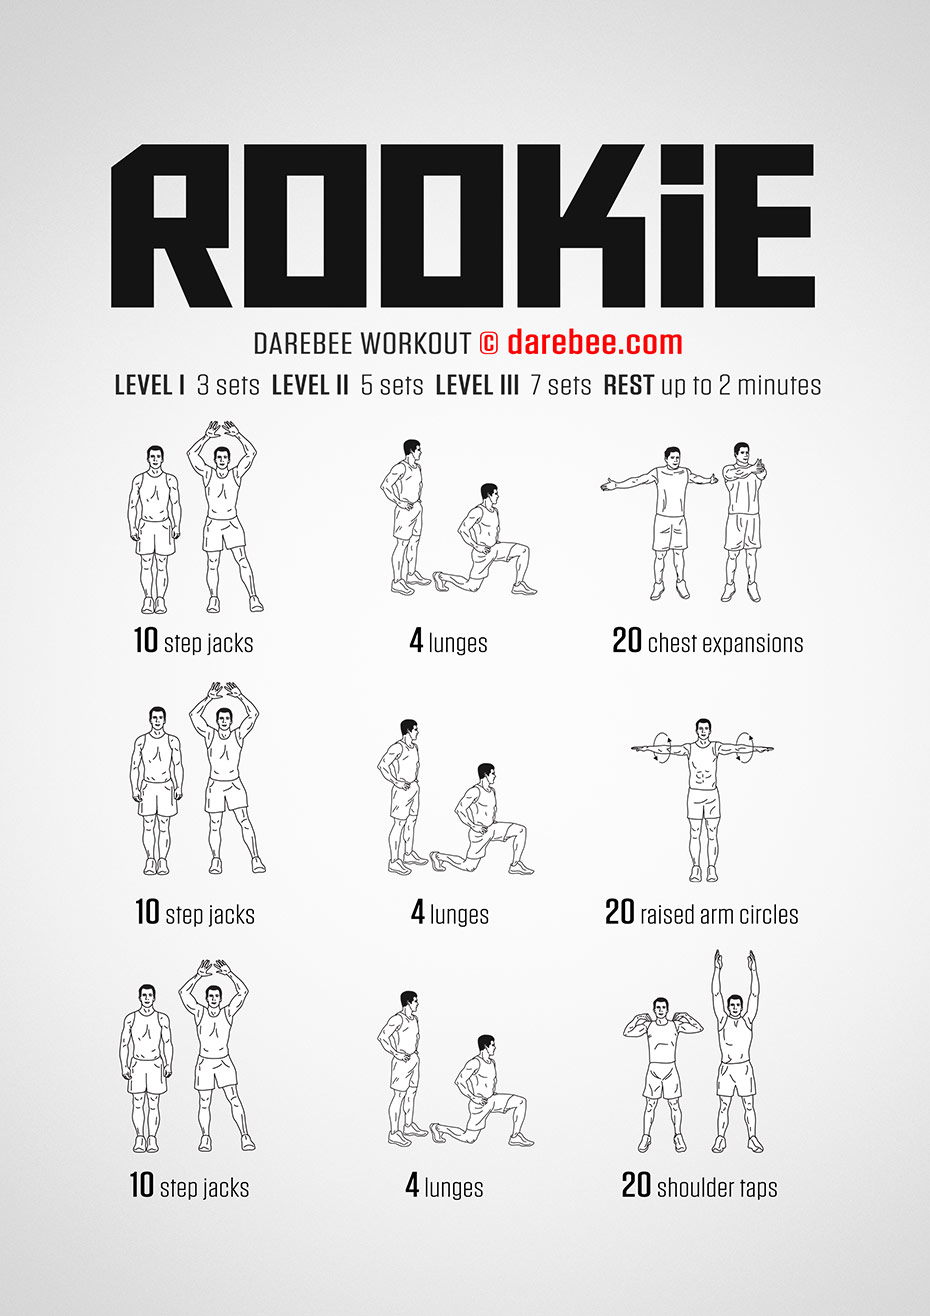 ROOKiE
DAREBEE WORKOUT © darebee.com
LEVEL I 3 sets LEVEL II 5 sets LEVEL III 7 sets REST up to 2 minutes
10 step jacks
4 lunges
20 chest expansions
10 step jacks
4 lunges
20 raised arm circles
10 step jacks
4 lunges
20 shoulder taps